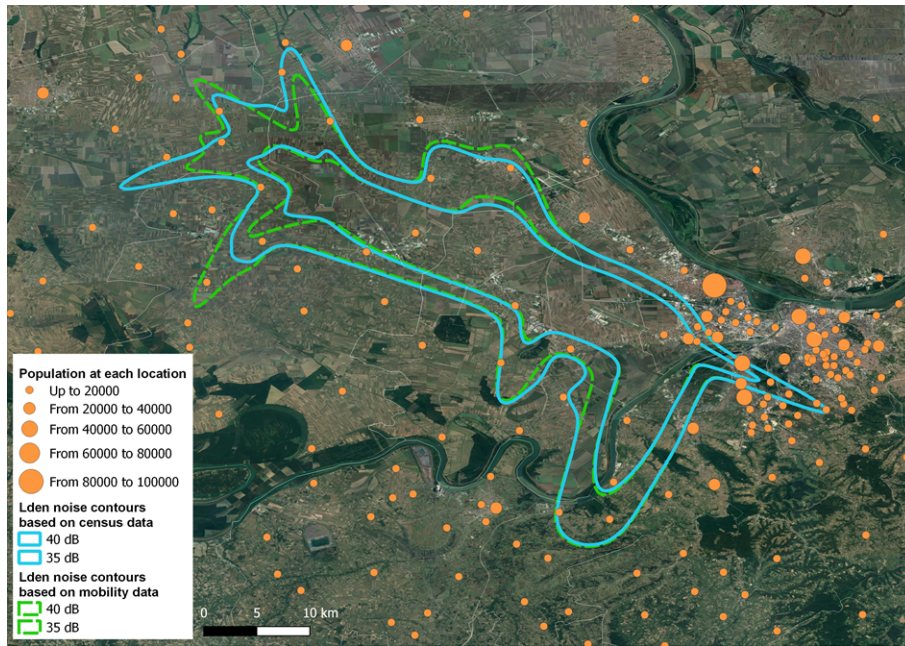 Population at each location
Up to 20000
From 20000 to 40000
From 40000 to 60000
From 60000 to 80000
From 80000 to 100000
Lden noise contours
based on census data
40 dB
35 dB
Lden noise contours
based on mobility data
40 dB
35 dB
0 5 10 km